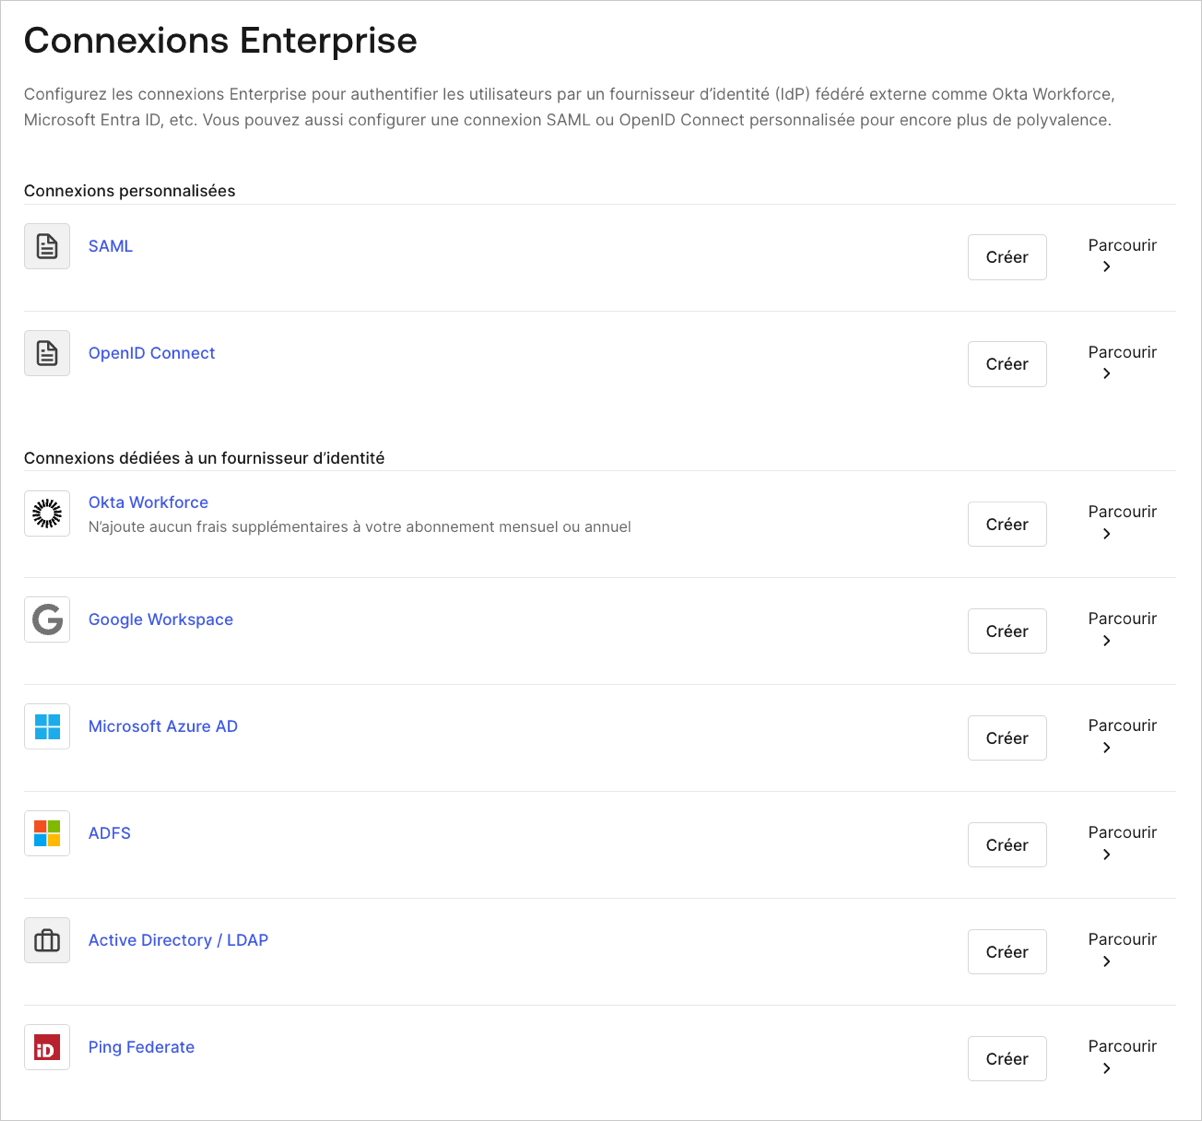 Connexions Enterprise
Configurez les connexions Enterprise pour authentifier les utilisateurs par un fournisseur d’identité (IdP) fédéré externe comme Okta Workforce,
Microsoft Entra ID, etc. Vous pouvez aussi configurer une connexion SAML ou OpenID Connect personnalisée pour encore plus de polyvalence.
Connexions personnalisées
SAML
Créer
Parcourir
OpenID Connect
Créer
Parcourir
Connexions dédiées à un fournisseur d’identité
Okta Workforce
N’ajoute aucun frais supplémentaires à votre abonnement mensuel ou annuel
Créer
Parcourir
Google Workspace
Créer
Parcourir
Microsoft Azure AD
Créer
Parcourir
ADFS
Créer
Parcourir
Active Directory / LDAP
Créer
Parcourir
iD
Ping Federate
Créer
Parcourir